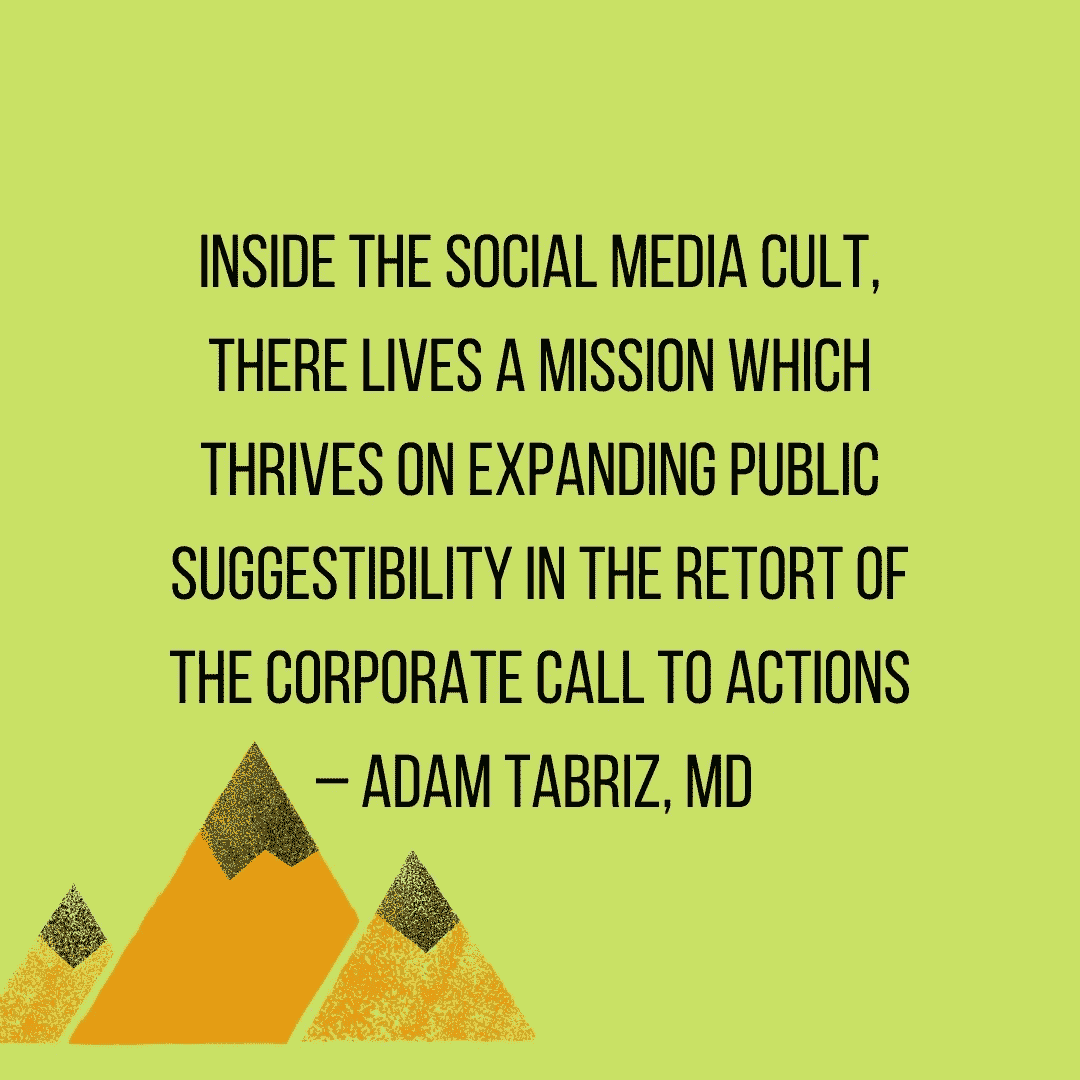 INSIDE THE SOCIAL MEDIA CULT,
THERE LIVES A MISSION WHICH
THRIVES ON EXPANDING PUBLIC
SUGGESTIBILITY IN THE RETORT OF
THE CORPORATE CALL TO ACTIONS
– ADAM TABRIZ, MD